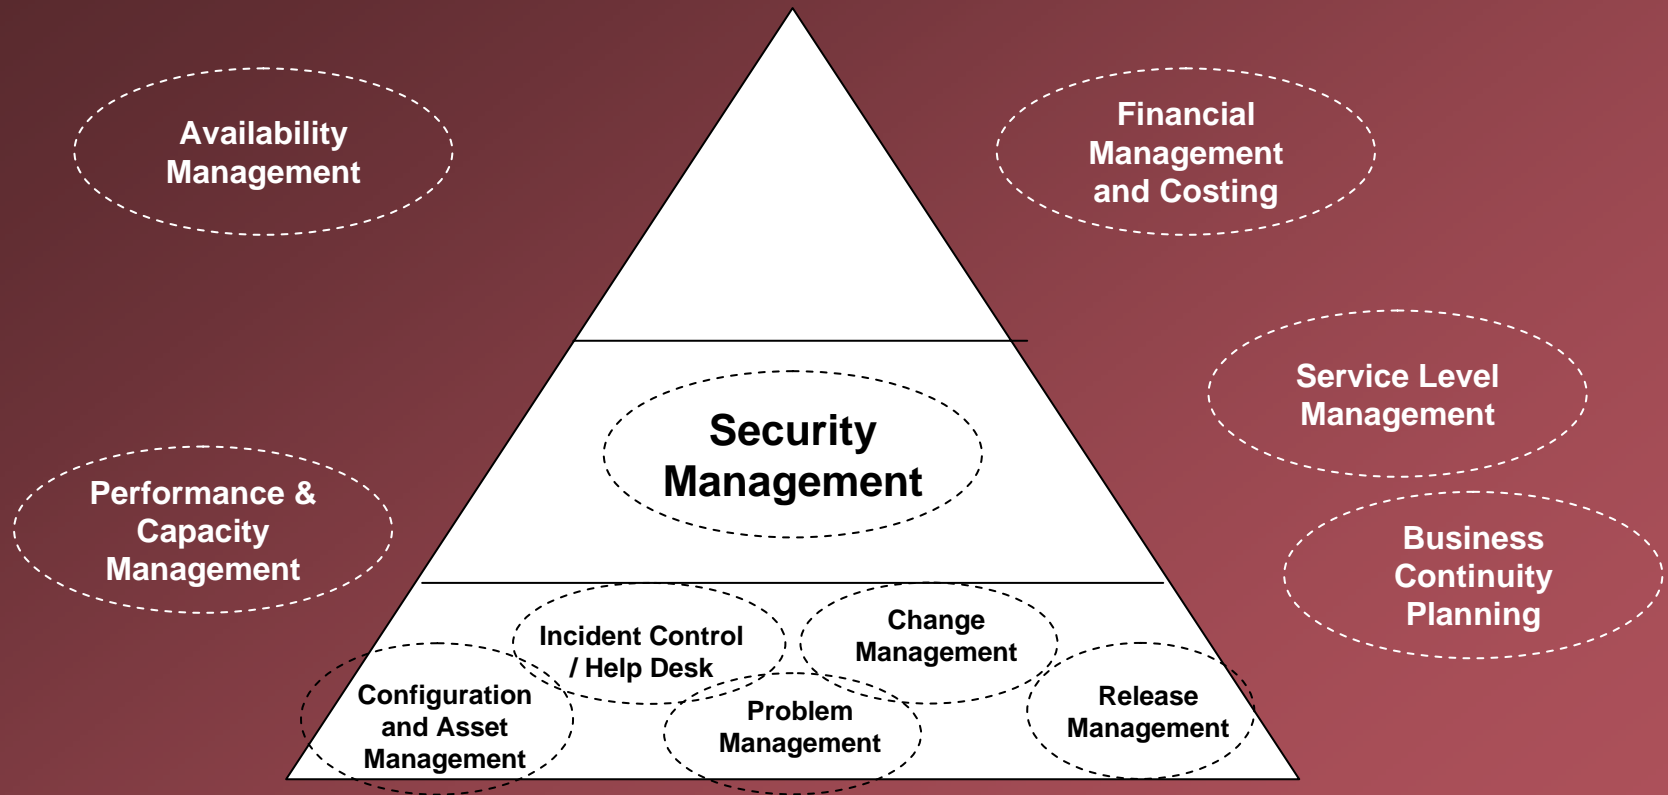 Availability
Management
Financial
Management
and Costing
Service Level
Management
Security
Management
Performance &
Capacity
Management
Business
Continuity
Planning
Incident Control
/ Help Desk
Change
Management
Configuration
and Asset
Management
Problem
Management
Release
Management